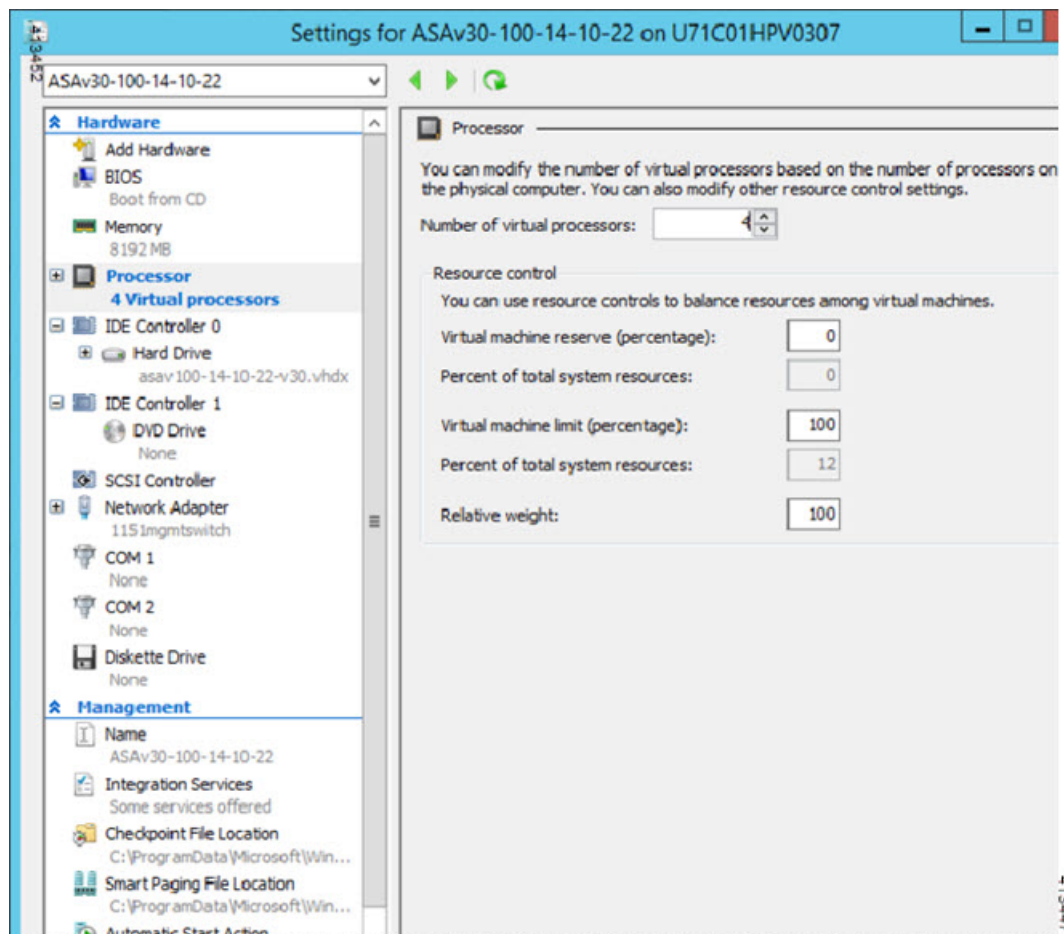 Settings for ASAv30-100-14-10-22 on U71C01HPV0307
433452
ASAv30-100-14-10-22
Hardware
Add Hardware
BIOS
Boot from CD
Memory
8192 MB
Processor
4 Virtual processors
IDE Controller 0
Hard Drive
asav100-14-10-22-v30.vhdx
IDE Controller 1
DVD Drive
None
SCSI Controller
Network Adapter
1151mgmtswitch
COM 1
None
COM 2
None
Diskette Drive
None
Management
Name
ASAv30-100-14-10-22
Integration Services
Some services offered
Checkpoint File Location
C:\ProgramData\Microsoft\Win...
Smart Paging File Location
C:\ProgramData\Microsoft\Win...
Automatic Start Action
Processor
You can modify the number of virtual processors based on the number of processors on
the physical computer. You can also modify other resource control settings.
Number of virtual processors: 4
Resource control
You can use resource controls to balance resources among virtual machines.
Virtual machine reserve (percentage): 0
Percent of total system resources: 0
Virtual machine limit (percentage): 100
Percent of total system resources: 12
Relative weight: 100